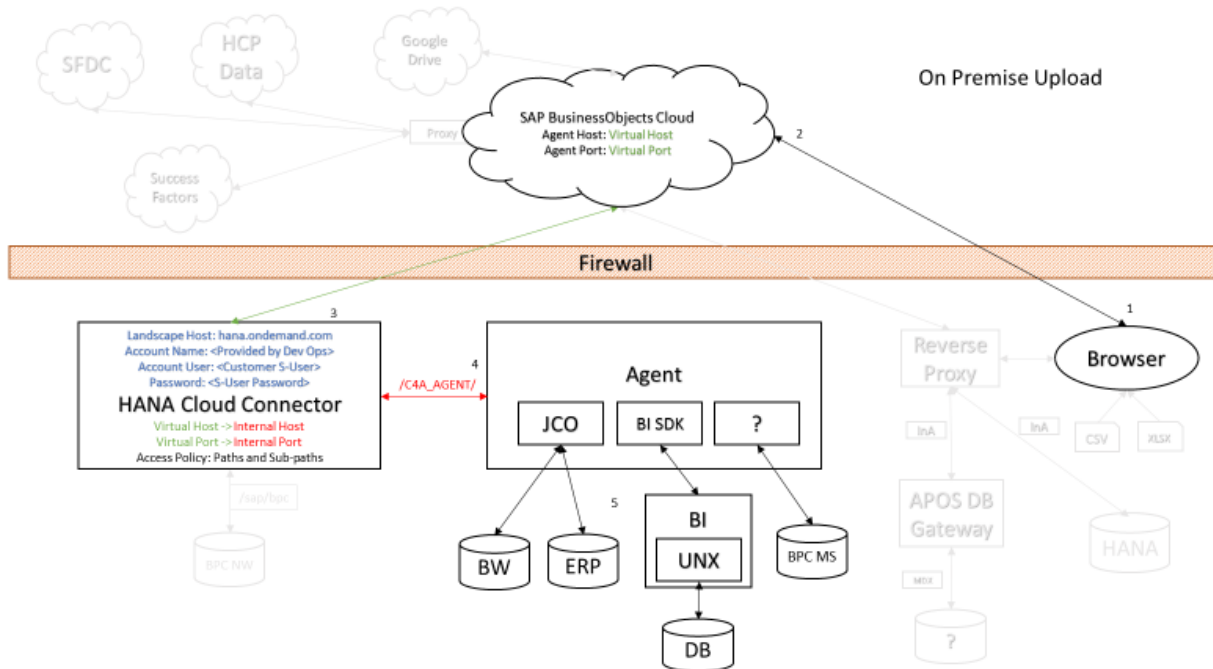 Google
Drive
SFDC
HCP
Data
On Premise Upload
SAP BusinessObjects Cloud
Agent Host: Virtual Host
Agent Port: Virtual Port
Proxy
2
Success
Factors
Firewall
3
Landscape Host: hana.ondemand.com
Account Name: <Provided by Dev Ops>
Account User: <Customer S-User>
Password: <S-User Password>
HANA Cloud Connector
Virtual Host -> Internal Host
Virtual Port -> Internal Port
Access Policy: Paths and Sub-paths
4
/C4A_AGENT/
Agent
JCO
BI SDK
?
1
Reverse
Proxy
Browser
InA
InA
CSV
XLSX
/sap/bpc
BPC NW
5
BW
ERP
BI
UNX
BPC MS
DB
APOS DB
Gateway
HANA
MDX
?